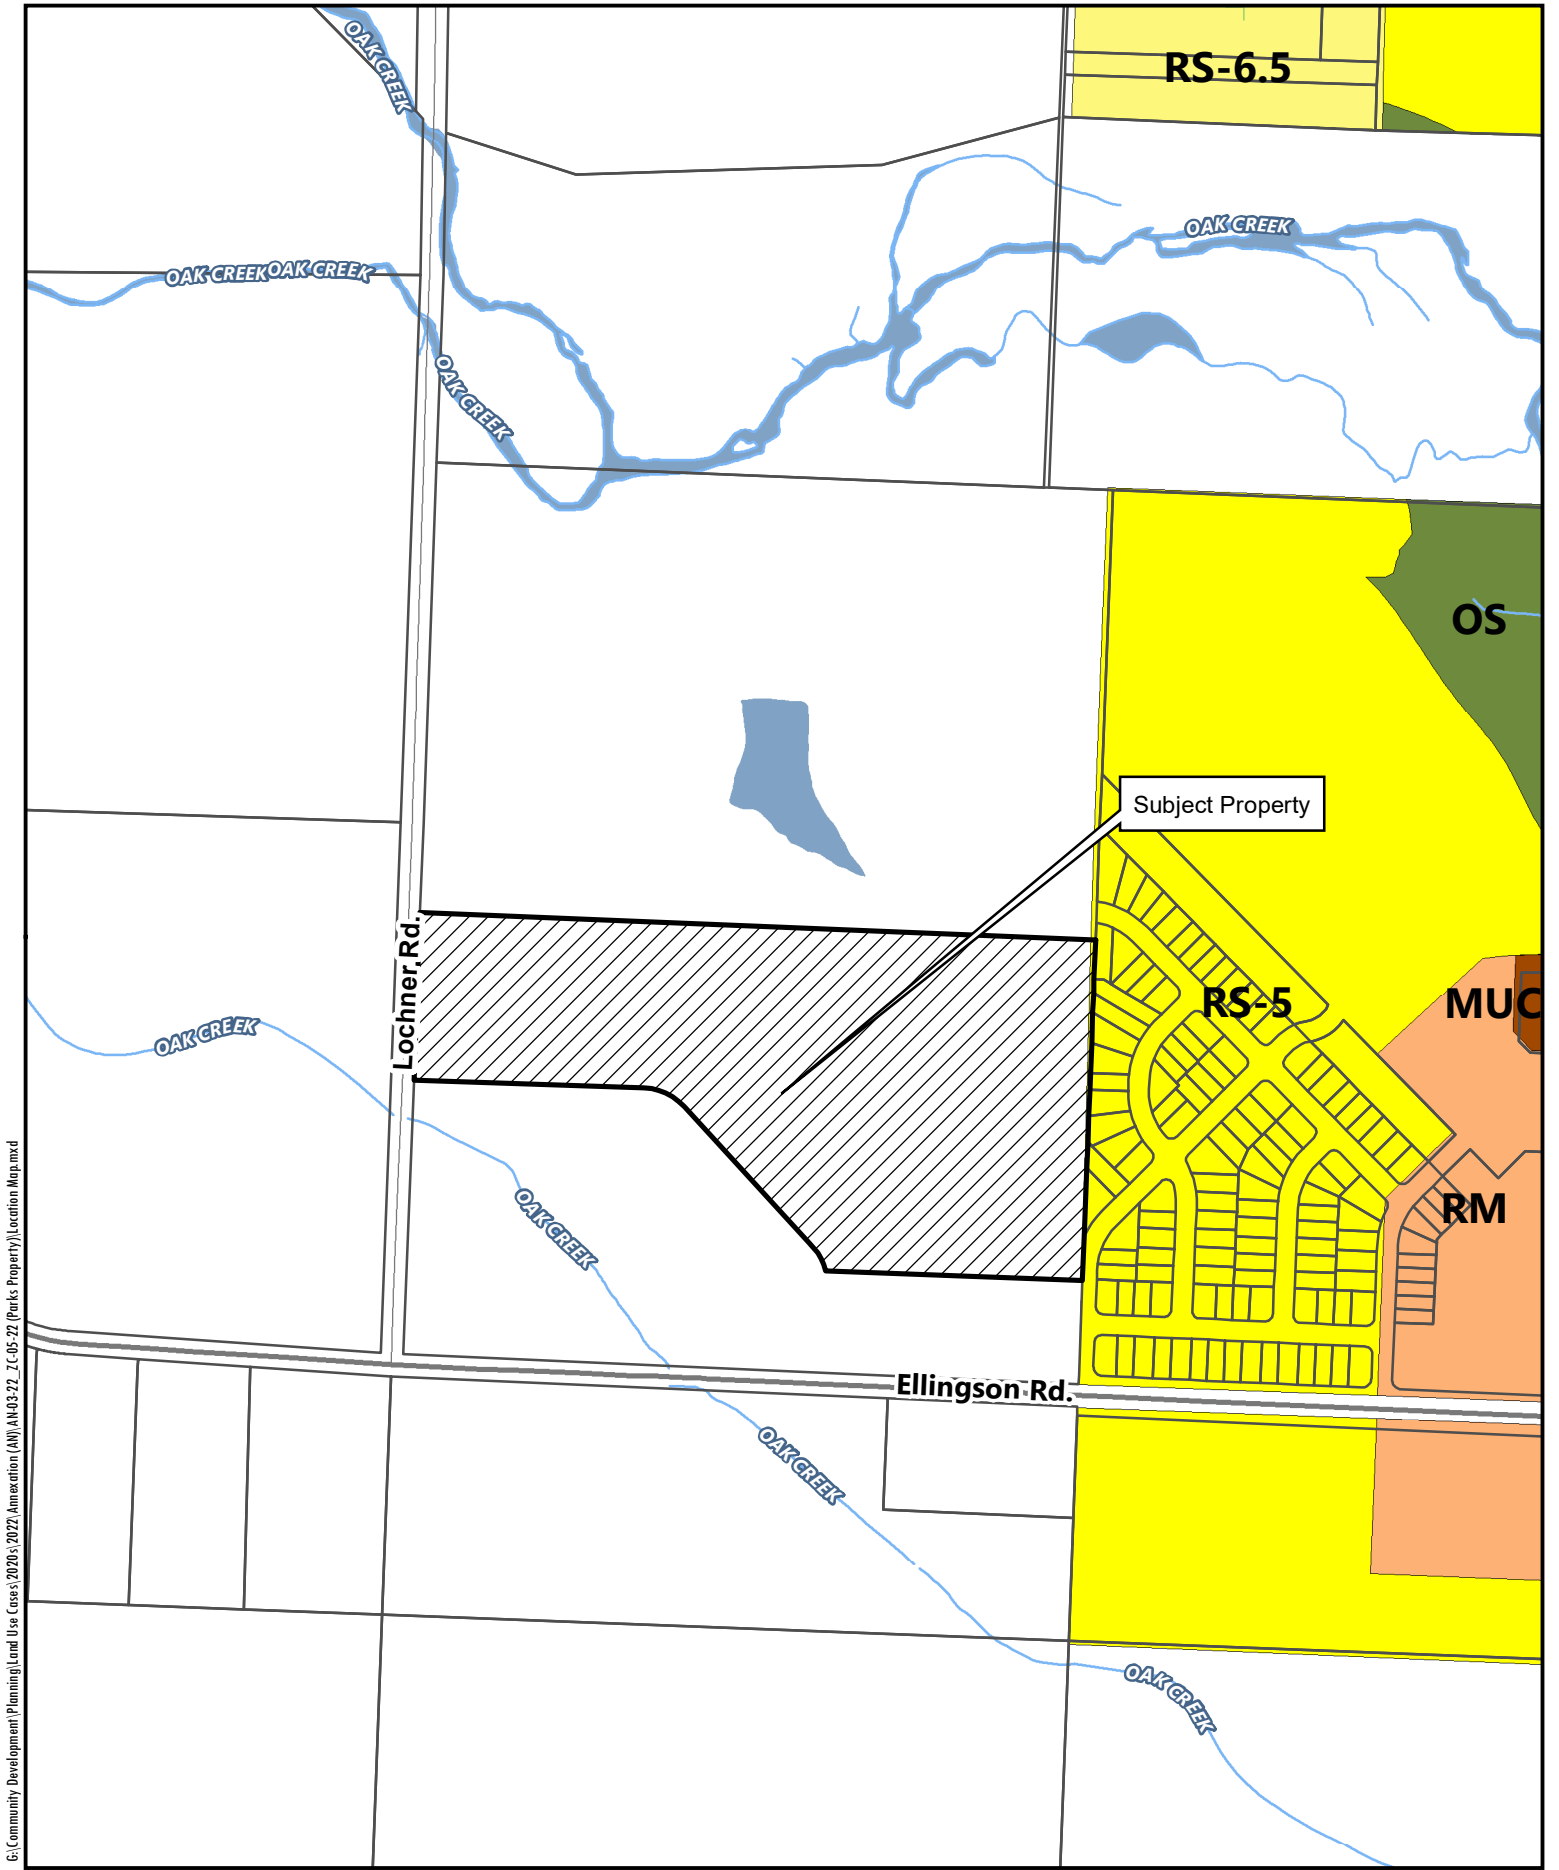 OAK CREEK
RS-6.5
OAK CREEK
OAK CREEK
OAK CREEK
OAK CREEK
OS
Subject Property
Lochner Rd.
RS-5
MUC
OAK CREEK
OAK CREEK
RM
Ellingson Rd.
OAK CREEK
OAK CREEK
G:\Community Development\Planning\Land Use Cases\2020s\2022\Annexation (AN)\AN-03-22_ZC-05-22 (Parks Property)\Location Map.mxd